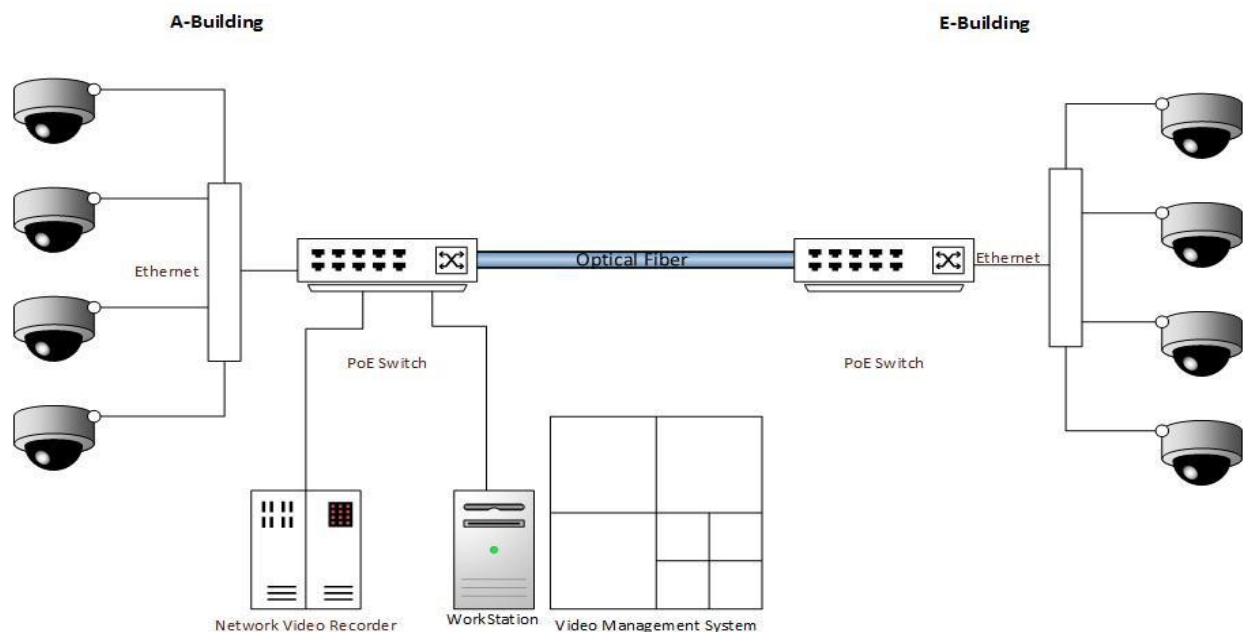 A-Building
E-Building
Ethernet
Optical Fiber
Ethernet
PoE Switch
PoE Switch
Network Video Recorder
WorkStation
Video Management System